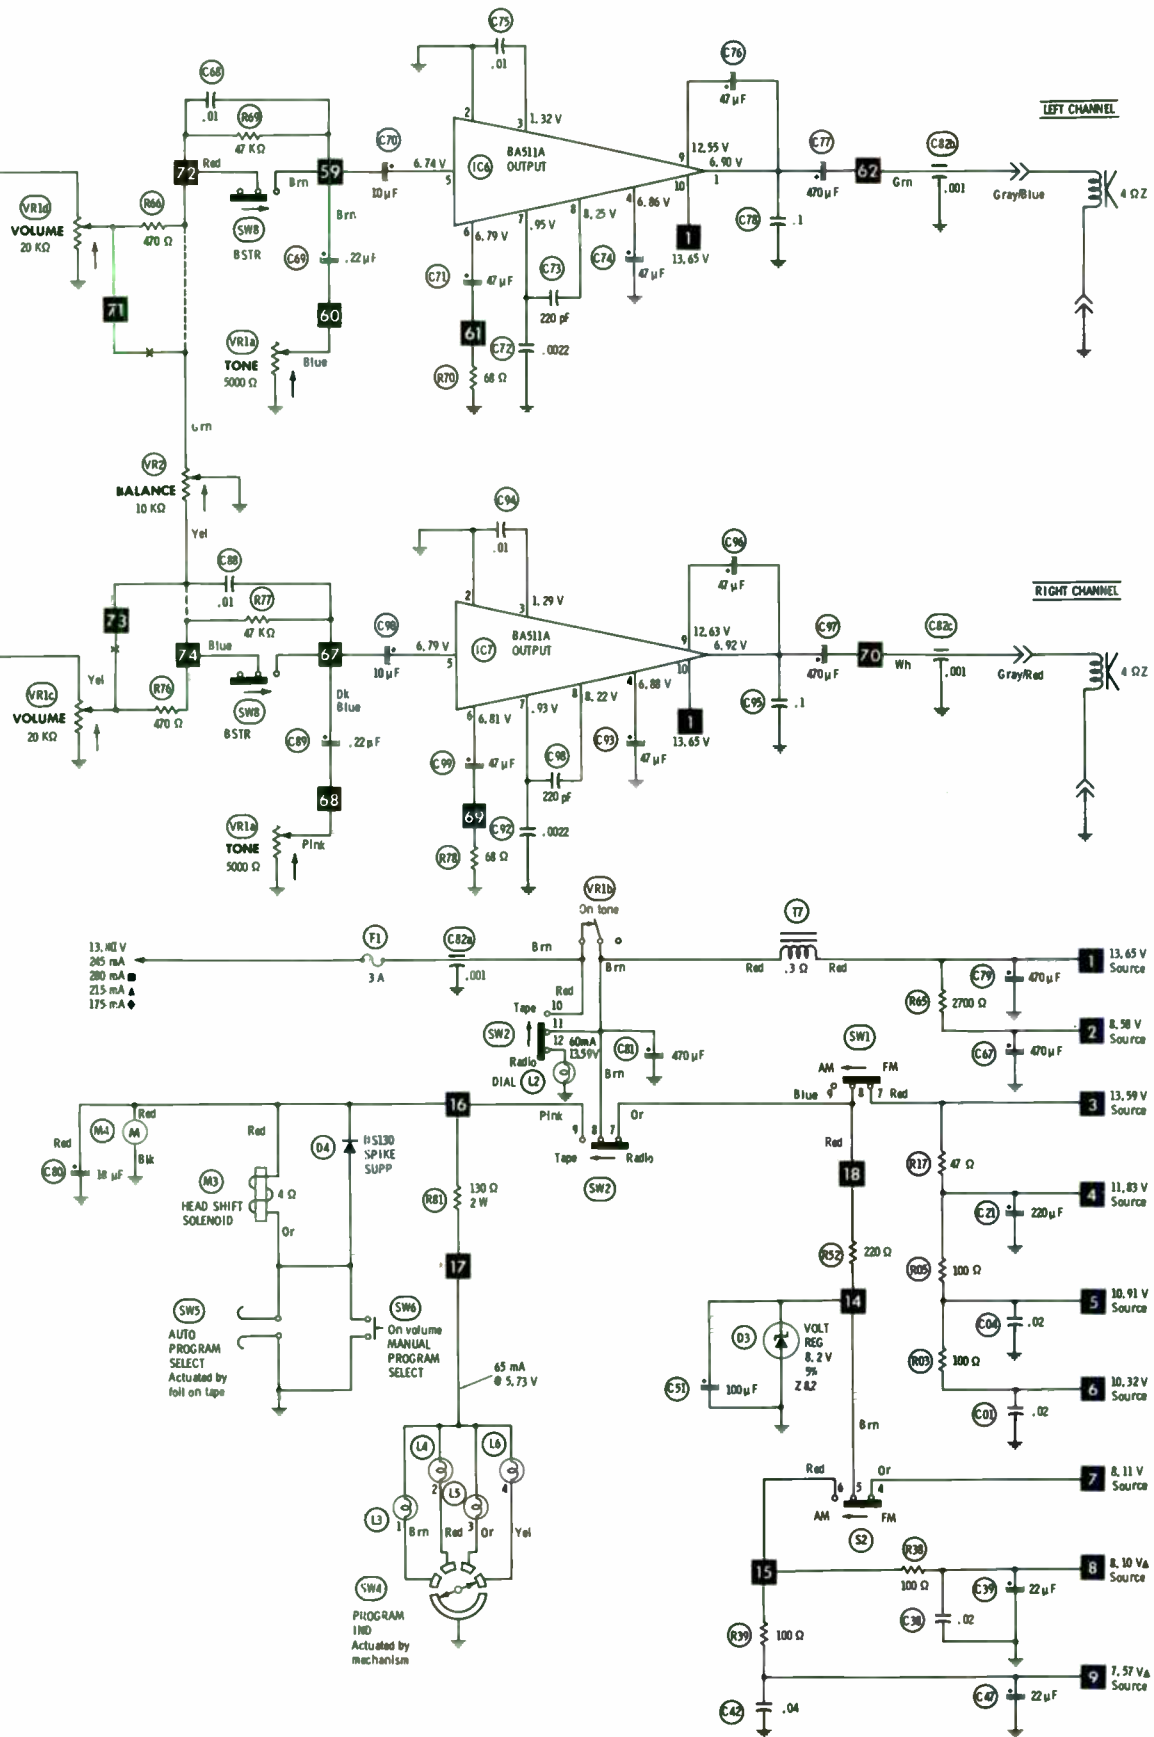 C75
.01
C76
47 µF
LEFT CHANNEL
C68
.01
R69
47 KΩ
2
3
1.32 V
C70
10 µF
6.74 V
5
IC6
BA511A
OUTPUT
9
12.55 V
6.90 V
1
10
C77
470 µF
62
Grn
C82b
.001
Gray/Blue
4 Ω Z
72
Red
Brn
59
Brn
SW8
BSTR
VR1d
VOLUME
20 KΩ
R66
470 Ω
71
C69
.22 µF
60
VR1a
TONE
5000 Ω
Blue
6
6.79 V
7
.95 V
8
8.25 V
4
6.86 V
C71
47 µF
C73
220 pF
C74
47 µF
1
13.65 V
C78
.1
61
R70
68 Ω
C72
.0022
Grn
VR2
BALANCE
10 KΩ
Yel
C94
.01
C96
47 µF
RIGHT CHANNEL
C88
.01
R77
47 KΩ
73
74
Blue
67
Dk
Blue
SW8
BSTR
2
3
1.29 V
C90
10 µF
6.79 V
5
IC7
BA511A
OUTPUT
9
12.63 V
6.92 V
10
C97
470 µF
70
Wh
C82c
.001
Gray/Red
4 Ω Z
Yel
VR1c
VOLUME
20 KΩ
R76
470 Ω
C89
.22 µF
68
VR1a
TONE
5000 Ω
Pink
6
6.81 V
7
.93 V
8
8.22 V
4
6.88 V
C99
47 µF
C98
220 pF
C93
47 µF
1
13.65 V
C95
.1
69
R78
68 Ω
C92
.0022
VR1b
On tone
T7
.3 Ω
Red
Red
245 mA
280 mA ■
215 mA ▲
175 mA ◆
F1
3 A
C82a
.001
Brn
Brn
1
13.65 V
Source
C79
470 µF
R65
2700 Ω
2
8.58 V
Source
C67
470 µF
Red
Tape
10
11
12
SW2
Radio
60mA
13.59V
DIAL
L2
Brn
C81
470 µF
SW1
AM
FM
Blue
9
8
7
Red
3
13.59 V
Source
16
Pink
9
8
7
Or
Tape
Radio
SW2
Red
M4
M
Blk
Red
C80
18 µF
Red
M3
HEAD SHIFT
SOLENOID
4 Ω
Or
D4
DS130
SPIKE
SUPP
R81
130 Ω
2 W
17
Red
18
R52
220 Ω
14
R17
47 Ω
4
11.83 V
Source
C21
220 µF
R05
100 Ω
5
10.91 V
Source
C04
.02
R03
100 Ω
6
10.32 V
Source
C01
.02
SW5
AUTO
PROGRAM
SELECT
Actuated by
foil on tape
SW6
On volume
MANUAL
PROGRAM
SELECT
65 mA
@ 5.73 V
D3
VOLT
REG
8.2 V
5%
Z 8.2
C51
100 µF
Brn
L4
L6
2
4
L5
L3
1
Brn
Red
3
Or
Yel
SW4
PROGRAM
IND
Actuated by
mechanism
Red
6
5
4
Or
AM
FM
S2
7
8.11 V
Source
15
R38
100 Ω
C38
.02
C39
22 µF
8
8.10 V▲
Source
R39
100 Ω
9
7.57 V▲
Source
C42
.04
C47
22 µF